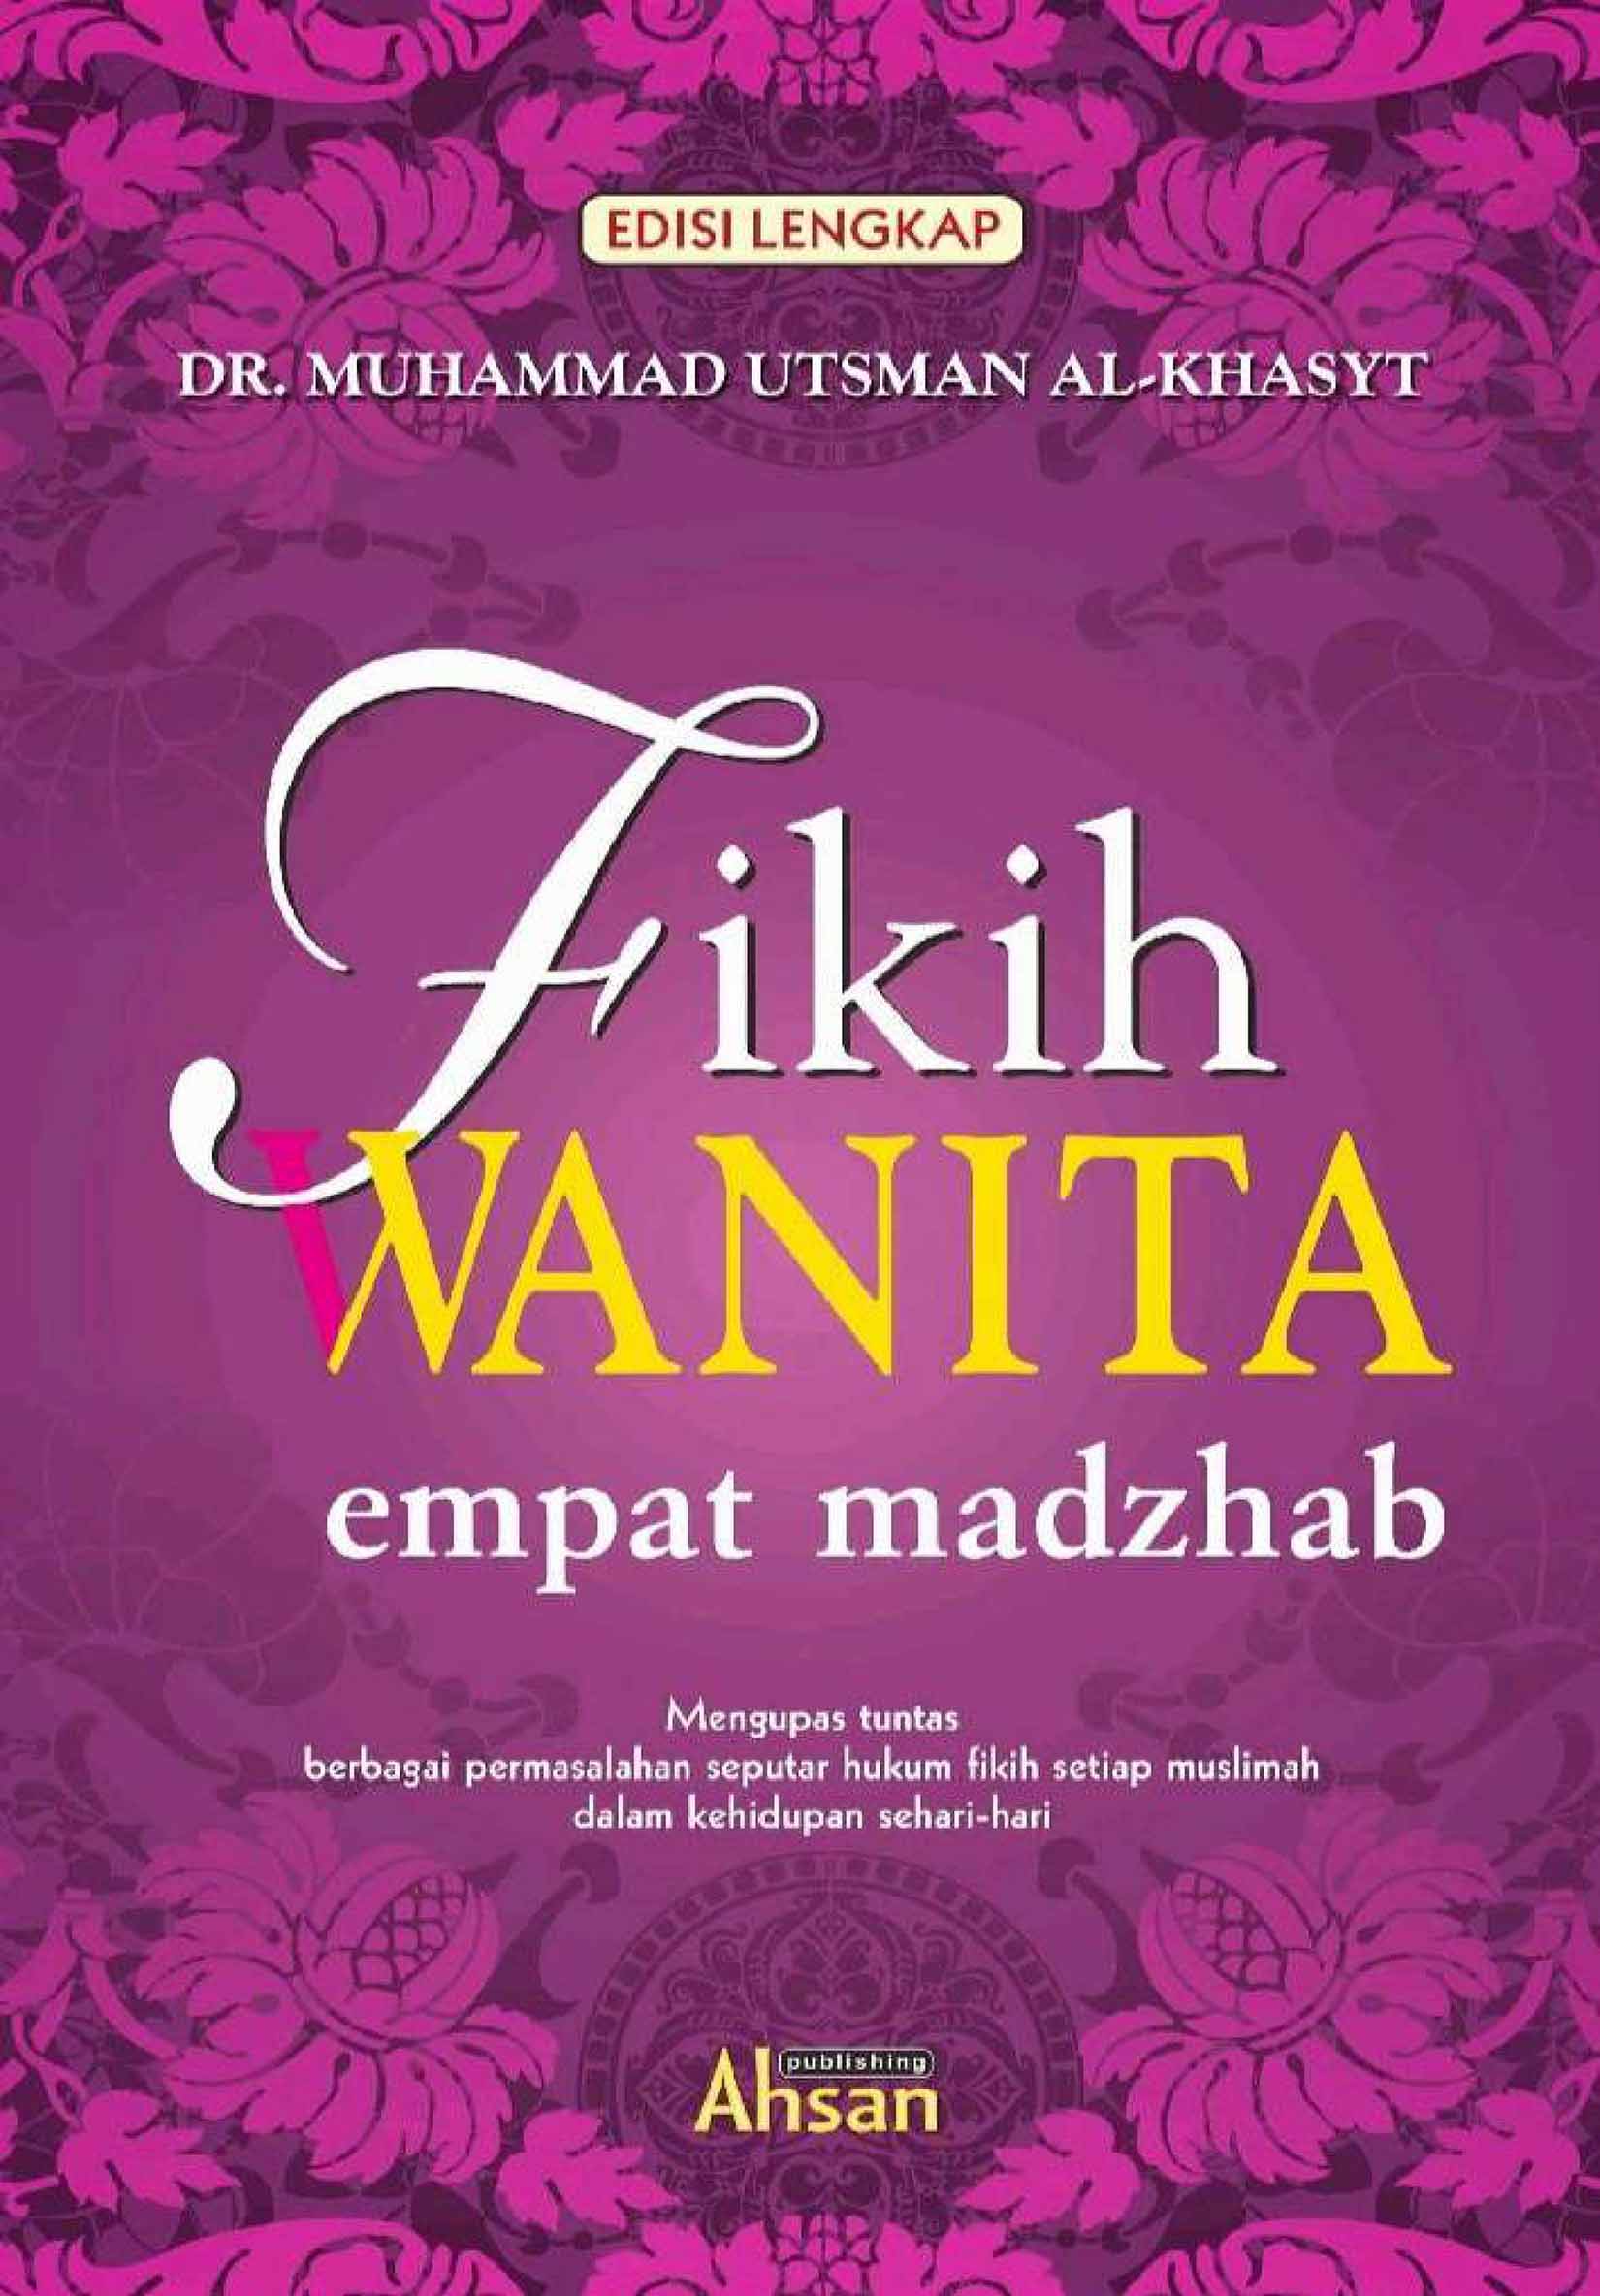 EDISI LENGKAP
DR. MUHAMMAD UTSMAN AL-KHASYT
Fikih
WANITA
empat madzhab
Mengupas tuntas
berbagai permasalahan seputar hukum fikih setiap muslimah
dalam kehidupan sehari-hari
publishing
Ahsan